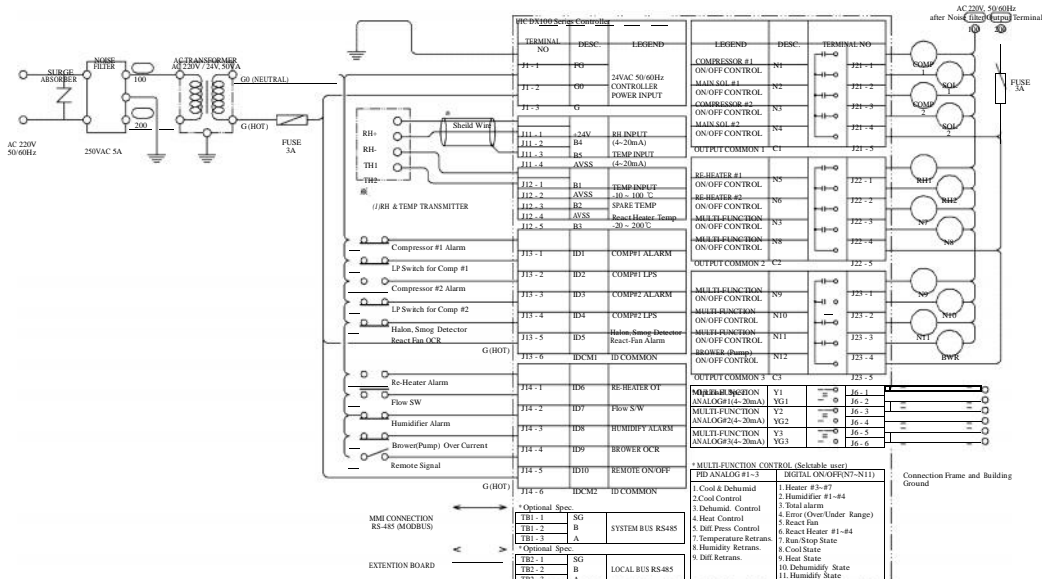 UIC DX100 Series Controller
AC 220V, 50/60Hz
after Noise filter Output Terminal
100 200
SURGE
ABSORBER
NOISE
FILTER
AC TRANSFORMER
AC 220V / 24V, 50VA
100
200
G0 (NEUTRAL)
G (HOT)
FUSE
3A
AC 220V
50/60Hz
250VAC 5A
FUSE
3A
TERMINAL NO DESC. LEGEND
J1 - 1 FG
J1 - 2 G0
J1 - 3 G
24VAC 50/60Hz
CONTROLLER
POWER INPUT
RH+
RH-
TH1
TH2
Sheild Wire
(1)RH & TEMP TRANSMITTER
J11 - 1 +24V RH INPUT
J11 - 2 B4 (4~20mA)
J11 - 3 B5 TEMP INPUT
J11 - 4 AVSS (4~20mA)
J12 - 1 B1 TEMP INPUT
J12 - 2 AVSS -10 ~ 100 ℃
J12 - 3 B2 SPARE TEMP
J12 - 4 AVSS React Heater Temp
J12 - 5 B3 -20 ~ 200℃
Compressor #1 Alarm
LP Switch for Comp #1
Compressor #2 Alarm
LP Switch for Comp #2
Halon, Smog Detector
React Fan OCR
G (HOT)
J13 - 1 ID1 COMP#1 ALARM
J13 - 2 ID2 COMP#1 LPS
J13 - 3 ID3 COMP#2 ALARM
J13 - 4 ID4 COMP#2 LPS
Halon, Smog Detector
J13 - 5 ID5 React-Fan Alarm
J13 - 6 IDCM1 ID COMMON
Re-Heater Alarm
Flow SW
Humidifier Alarm
Brower(Pump) Over Current
Remote Signal
G (HOT)
J14 - 1 ID6 RE-HEATER OT
J14 - 2 ID7 Flow S/W
J14 - 3 ID8 HUMIDIFY ALARM
J14 - 4 ID9 BROWER OCR
J14 - 5 ID10 REMOTE ON/OFF
J14 - 6 IDCM2 ID COMMON
MMI CONNECTION
RS-485 (MODBUS)
* Optional Spec.
TB1 - 1 SG
TB1 - 2 B SYSTEM BUS RS485
TB1 - 3 A
EXTENTION BOARD
* Optional Spec.
TB2 - 1 SG
TB2 - 2 B LOCAL BUS RS485
LEGEND DESC. TERMINAL NO
COMPRESSOR #1
ON/OFF CONTROL N1 J21 - 1
MAIN SOL #1
ON/OFF CONTROL N2 J21 - 2
COMPRESSOR #2
ON/OFF CONTROL N3 J21 - 3
MAIN SOL #2
ON/OFF CONTROL N4 J21 - 4
OUTPUT COMMON 1 C1 J21 - 5
COMP 1
SOL 1
COMP 2
SOL 2
RE-HEATER #1
ON/OFF CONTROL N5 J22 - 1
RE-HEATER #2
ON/OFF CONTROL N6 J22 - 2
MULTI-FUNCTION
ON/OFF CONTROL N3 J22 - 3
MULTI-FUNCTION
ON/OFF CONTROL N8 J22 - 4
OUTPUT COMMON 2 C2 J22 - 5
RH1
RH2
N7
N8
MULTI-FUNCTION
ON/OFF CONTROL N9 J23 - 1
MULTI-FUNCTION
ON/OFF CONTROL N10 J23 - 2
MULTI-FUNCTION
ON/OFF CONTROL N11 J23 - 3
BROWER (Pump)
ON/OFF CONTROL N12 J23 - 4
OUTPUT COMMON 3 C3 J23 - 5
N9
N10
N11
BWR
MULTI-FUNCTION Y1 J6 - 1
ANALOG#1(4~20mA) YG1 J6 - 2
MULTI-FUNCTION Y2 J6 - 3
ANALOG#2(4~20mA) YG2 J6 - 4
MULTI-FUNCTION Y3 J6 - 5
ANALOG#3(4~20mA) YG3 J6 - 6
* MULTI-FUNCTION CONTROL (Selctable user)
PID ANALOG #1~3
1. Cool & Dehumid
2.Cool Control
3. Dehumid. Control
4. Heat Control
5. Diff. Press Control
7.Temperature Retrans.
8. Humidity Retrans.
9. Diff. Retrans.
DIGITAL ON/OFF(N7~N11)
1. Heater #3~#7
2. Humidifier #1~#4
3. Total alarm
4. Error (Over/Under Range)
5. React Fan
6. React Heater #1~#4
7. Run/Stop State
8. Cool State
9. Heat State
10. Dehumidify State
11. Humidify State
Connection Frame and Building
Ground